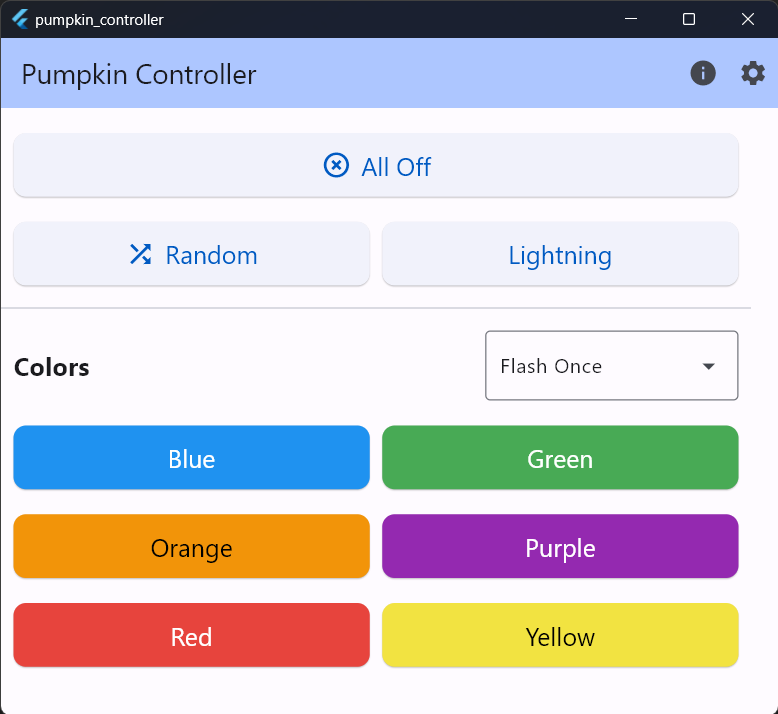 pumpkin_controller
Pumpkin Controller
All Off
Random
Lightning
Colors
Flash Once
Blue
Green
Orange
Purple
Red
Yellow